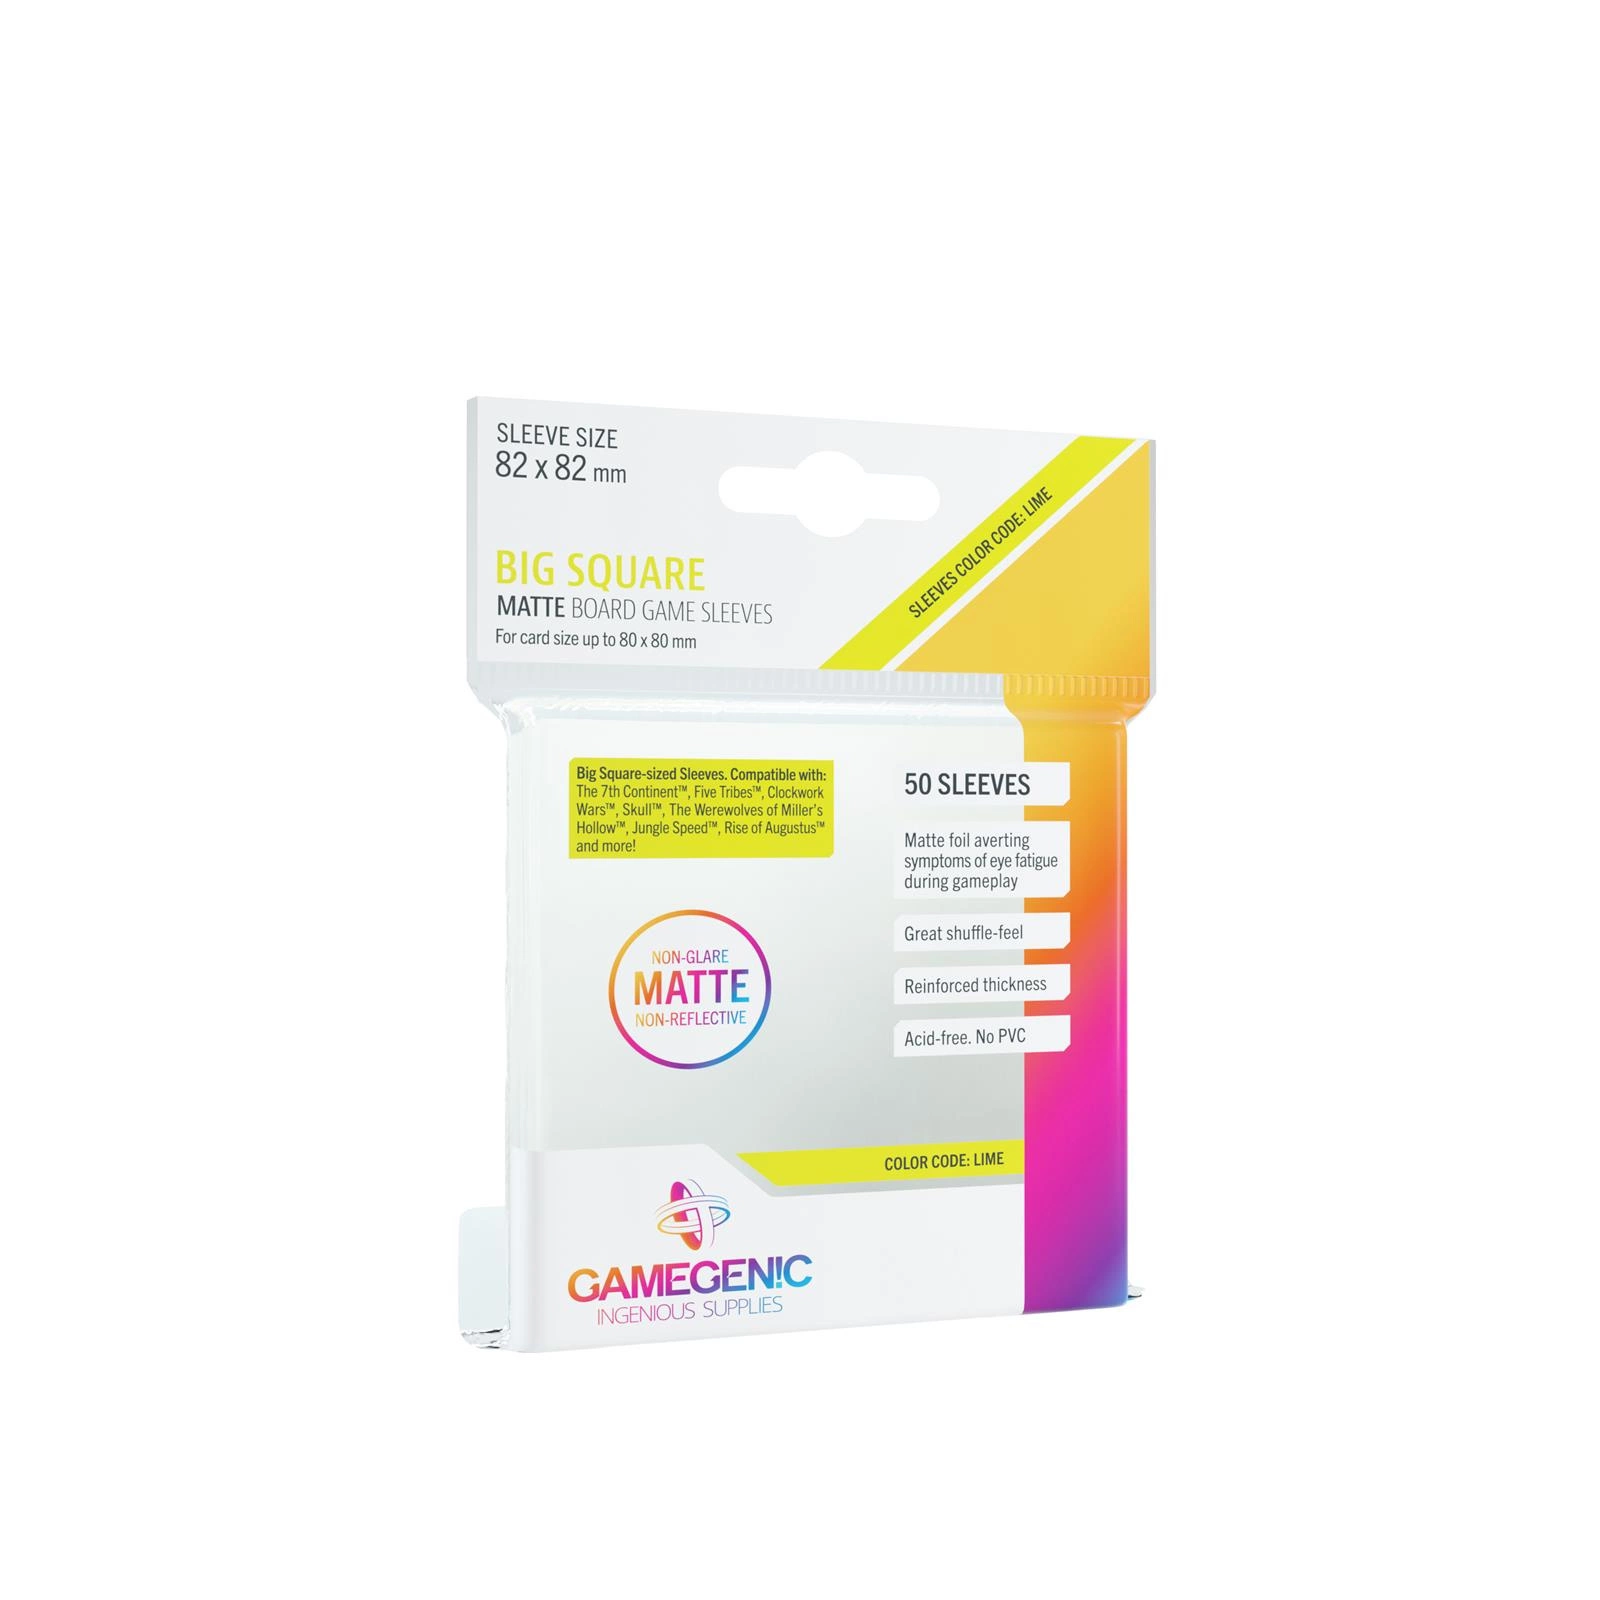 SLEEVE SIZE
82 x 82 mm
BIG SQUARE
MATTE BOARD GAME SLEEVES
For card size up to 80 x 80 mm
SLEEVES COLOR CODE: LIME
Big Square-sized Sleeves. Compatible with:
The 7th Continent™, Five Tribes™, Clockwork
Wars™, Skull™, The Werewolves of Miller's
Hollow™, Jungle Speed™, Rise of Augustus™
and more!
50 SLEEVES
Matte foil averting
symptoms of eye fatigue
during gameplay
Great shuffle-feel
Reinforced thickness
Acid-free. No PVC
NON-GLARE
MATTE
NON-REFLECTIVE
COLOR CODE: LIME
GAMEGEN!C
INGENIOUS SUPPLIES